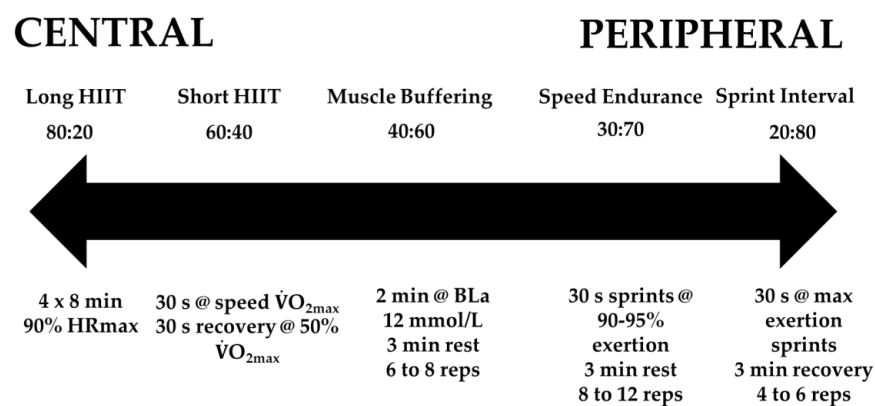 CENTRAL PERIPHERAL
Long HIIT Short HIIT Muscle Buffering Speed Endurance Sprint Interval
80:20 60:40 40:60 30:70 20:80
4 x 8 min
90% HRmax
30 s @ speed V̇O₂max
30 s recovery @ 50%
V̇O₂max
2 min @ BLa
12 mmol/L
3 min rest
6 to 8 reps
30 s sprints @
90-95%
exertion
3 min rest
8 to 12 reps
30 s @ max
exertion
sprints
3 min recovery
4 to 6 reps